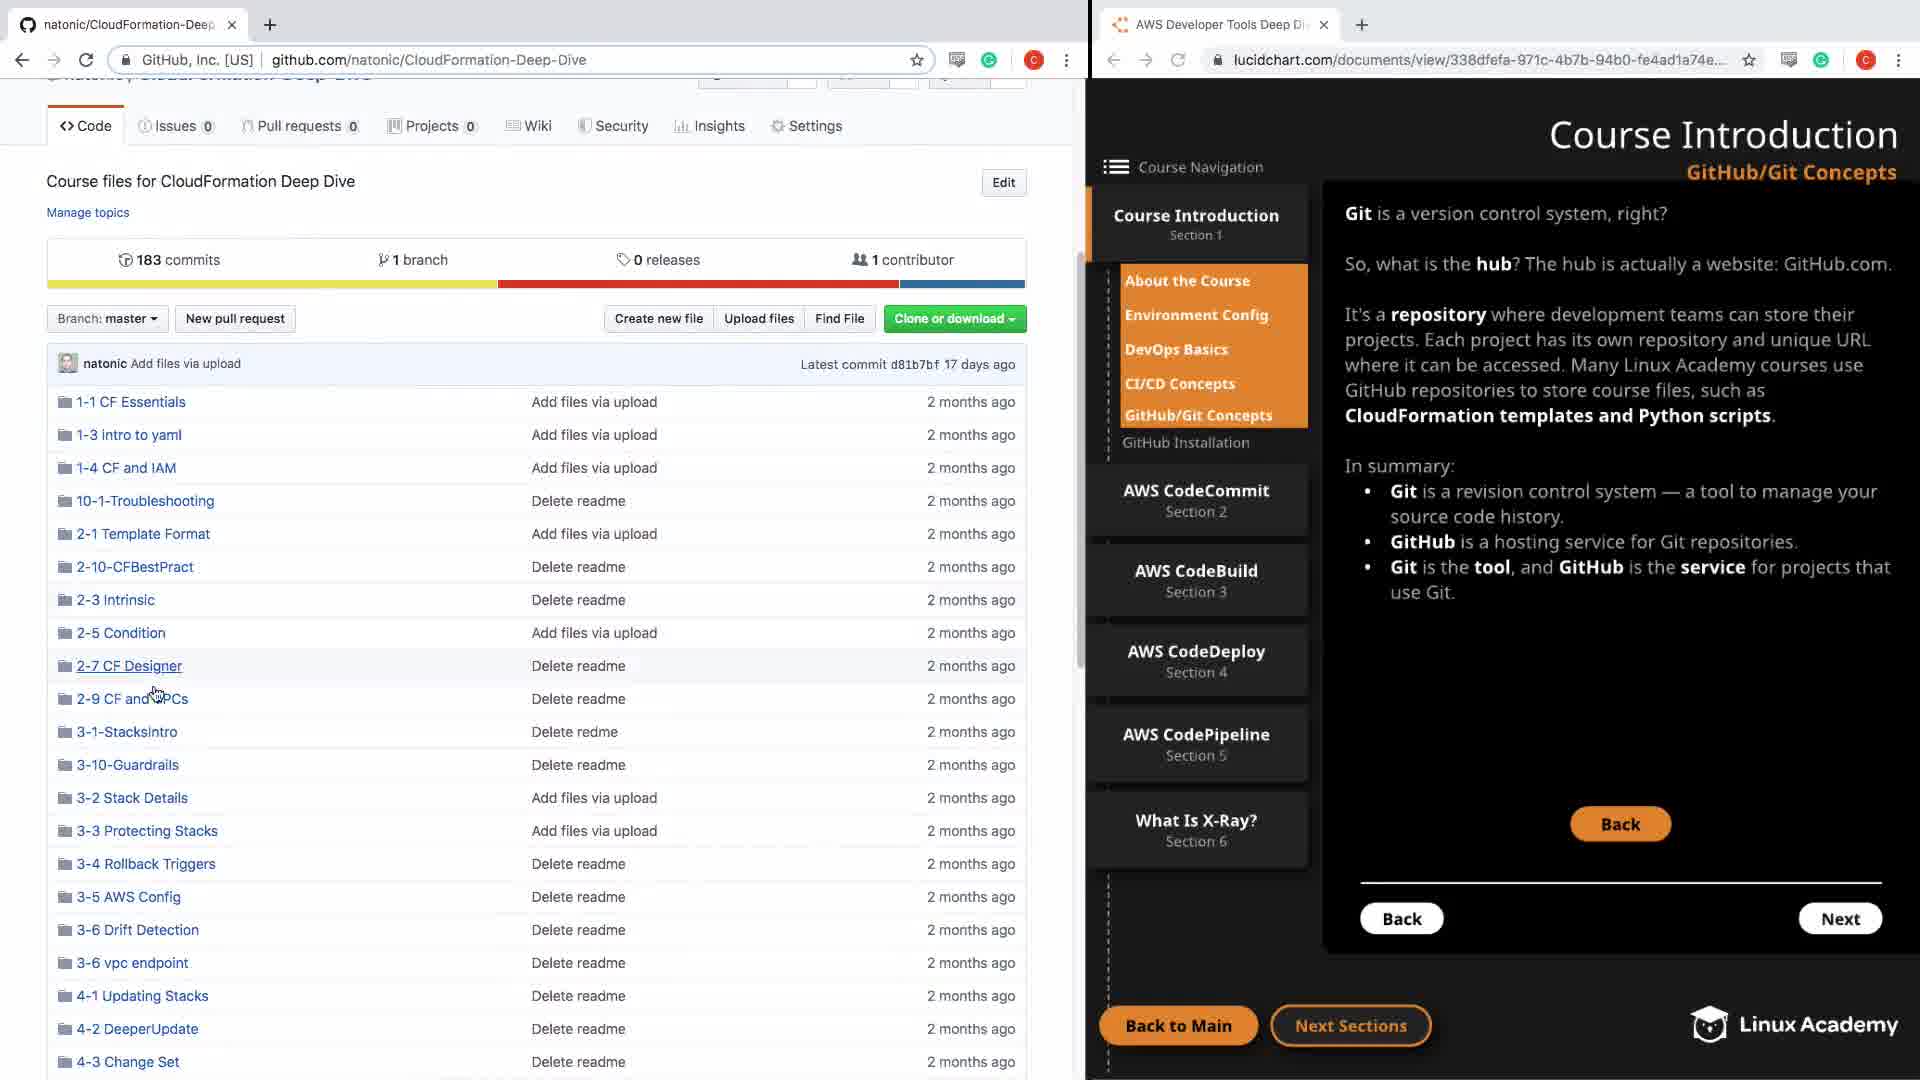 natonic/CloudFormation-Deep
GitHub, Inc. [US]
github.com/natonic/CloudFormation-Deep-Dive
C
Code
Issues 0
Pull requests 0
Projects 0
Wiki
Security
Insights
Settings
Course files for CloudFormation Deep Dive
Edit
Manage topics
183 commits
1 branch
0 releases
1 contributor
Branch: master
New pull request
Create new file
Upload files
Find File
Clone or download
natonic Add files via upload
Latest commit d81b7bf 17 days ago
1-1 CF Essentials Add files via upload 2 months ago
1-3 intro to yaml Add files via upload 2 months ago
1-4 CF and IAM Add files via upload 2 months ago
10-1-Troubleshooting Delete readme 2 months ago
2-1 Template Format Add files via upload 2 months ago
2-10-CFBestPract Delete readme 2 months ago
2-3 Intrinsic Delete readme 2 months ago
2-5 Condition Add files via upload 2 months ago
2-7 CF Designer Delete readme 2 months ago
2-9 CF and PCs Delete readme 2 months ago
3-1-StacksIntro Delete redme 2 months ago
3-10-Guardrails Delete readme 2 months ago
3-2 Stack Details Add files via upload 2 months ago
3-3 Protecting Stacks Add files via upload 2 months ago
3-4 Rollback Triggers Delete readme 2 months ago
3-5 AWS Config Delete readme 2 months ago
3-6 Drift Detection Delete readme 2 months ago
3-6 vpc endpoint Delete readme 2 months ago
4-1 Updating Stacks Delete readme 2 months ago
4-2 DeeperUpdate Delete readme 2 months ago
4-3 Change Set Delete readme 2 months ago
AWS Developer Tools Deep Di
lucidchart.com/documents/view/338dfefa-971c-4b7b-94b0-fe4ad1a74e...
C
Course Introduction
GitHub/Git Concepts
Course Navigation
Course Introduction
Section 1
About the Course
Environment Config
DevOps Basics
CI/CD Concepts
GitHub/Git Concepts
GitHub Installation
AWS CodeCommit
Section 2
AWS CodeBuild
Section 3
AWS CodeDeploy
Section 4
AWS CodePipeline
Section 5
What Is X-Ray?
Section 6
Git is a version control system, right?
So, what is the hub? The hub is actually a website: GitHub.com.
It's a repository where development teams can store their
projects. Each project has its own repository and unique URL
where it can be accessed. Many Linux Academy courses use
GitHub repositories to store course files, such as
CloudFormation templates and Python scripts.
In summary:
• Git is a revision control system — a tool to manage your
source code history.
• GitHub is a hosting service for Git repositories.
• Git is the tool, and GitHub is the service for projects that
use Git.
Back
Back
Next
Back to Main
Next Sections
Linux Academy